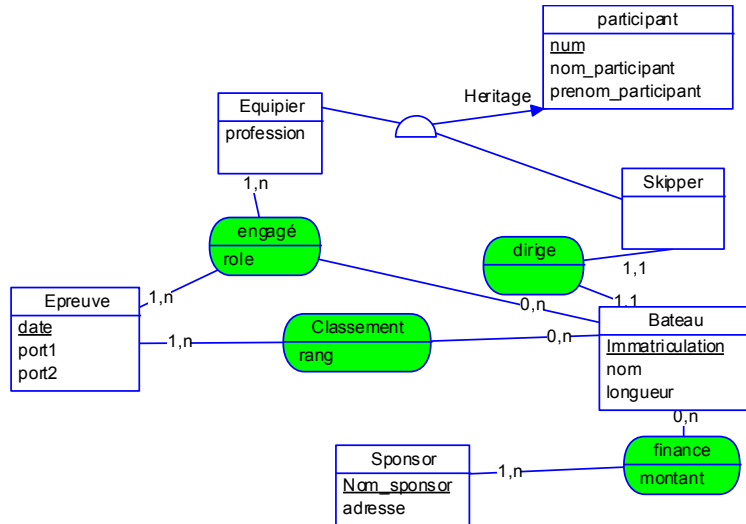 participant
num
nom_participant
prenom_participant
Heritage
Equipier
profession
Skipper
1,n
engagé
role
dirige
1,1
1,1
1,n
0,n
Epreuve
date
port1
port2
1,n
Classement
rang
0,n
Bateau
Immatriculation
nom
longueur
0,n
finance
montant
1,n
Sponsor
Nom_sponsor
adresse